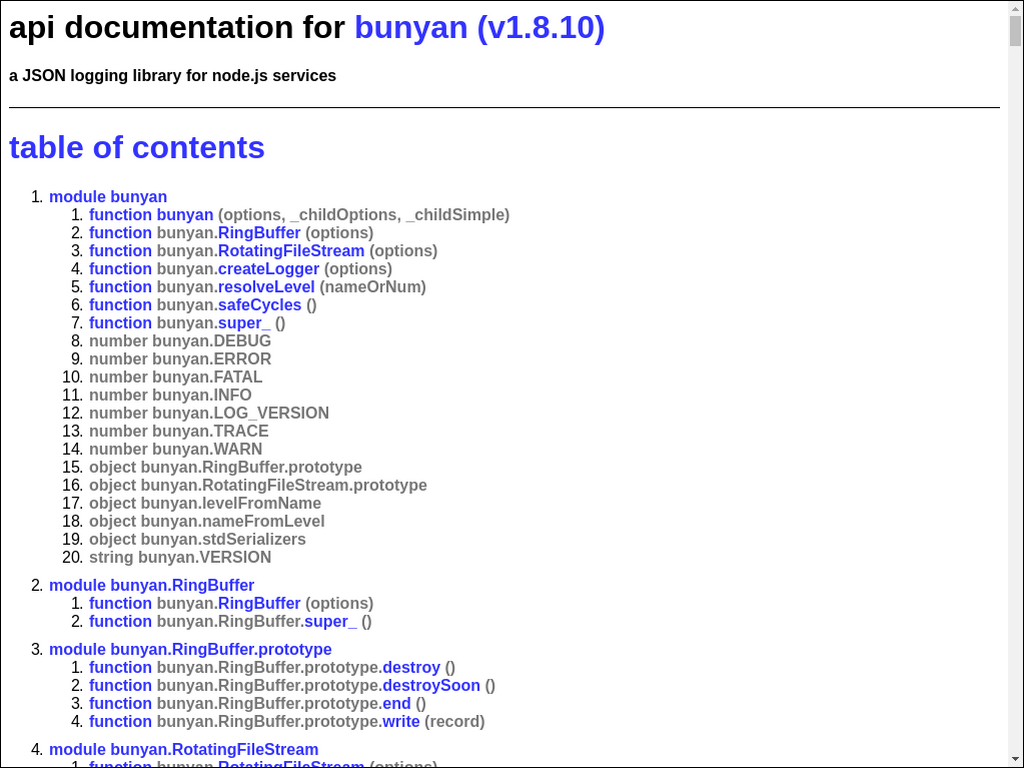 api documentation for bunyan (v1.8.10)
a JSON logging library for node.js services
table of contents
1. module bunyan
1. function bunyan (options, _childOptions, _childSimple)
2. function bunyan.RingBuffer (options)
3. function bunyan.RotatingFileStream (options)
4. function bunyan.createLogger (options)
5. function bunyan.resolveLevel (nameOrNum)
6. function bunyan.safeCycles ()
7. function bunyan.super_ ()
8. number bunyan.DEBUG
9. number bunyan.ERROR
10. number bunyan.FATAL
11. number bunyan.INFO
12. number bunyan.LOG_VERSION
13. number bunyan.TRACE
14. number bunyan.WARN
15. object bunyan.RingBuffer.prototype
16. object bunyan.RotatingFileStream.prototype
17. object bunyan.levelFromName
18. object bunyan.nameFromLevel
19. object bunyan.stdSerializers
20. string bunyan.VERSION
2. module bunyan.RingBuffer
1. function bunyan.RingBuffer (options)
2. function bunyan.RingBuffer.super_ ()
3. module bunyan.RingBuffer.prototype
1. function bunyan.RingBuffer.prototype.destroy ()
2. function bunyan.RingBuffer.prototype.destroySoon ()
3. function bunyan.RingBuffer.prototype.end ()
4. function bunyan.RingBuffer.prototype.write (record)
4. module bunyan.RotatingFileStream
1. function bunyan.RotatingFileStream (options)